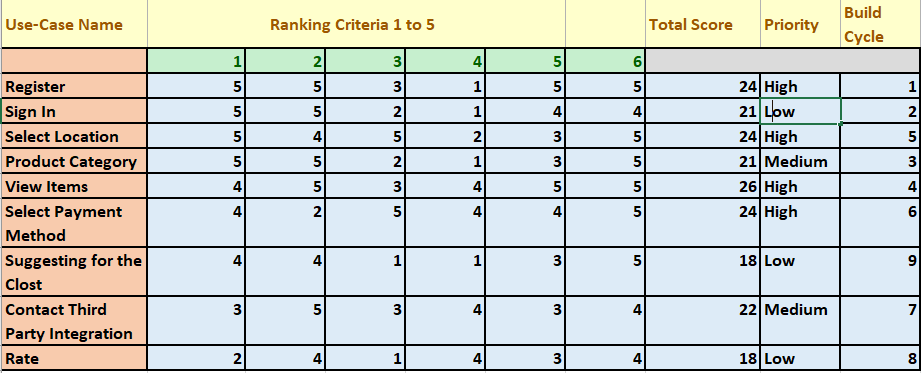 Use-Case Name Ranking Criteria 1 to 5 Total Score Priority Build Cycle
1 2 3 4 5 6
Register 5 5 3 1 5 5 24 High 1
Sign In 5 5 2 1 4 4 21 Low 2
Select Location 5 4 5 2 3 5 24 High 5
Product Category 5 5 2 1 3 5 21 Medium 3
View Items 4 5 3 4 5 5 26 High 4
Select Payment 4 2 5 4 4 5 24 High 6
Method
Suggesting for the 4 4 1 1 3 5 18 Low 9
Clost
Contact Third 3 5 3 4 3 4 22 Medium 7
Party Integration
Rate 2 4 1 4 3 4 18 Low 8